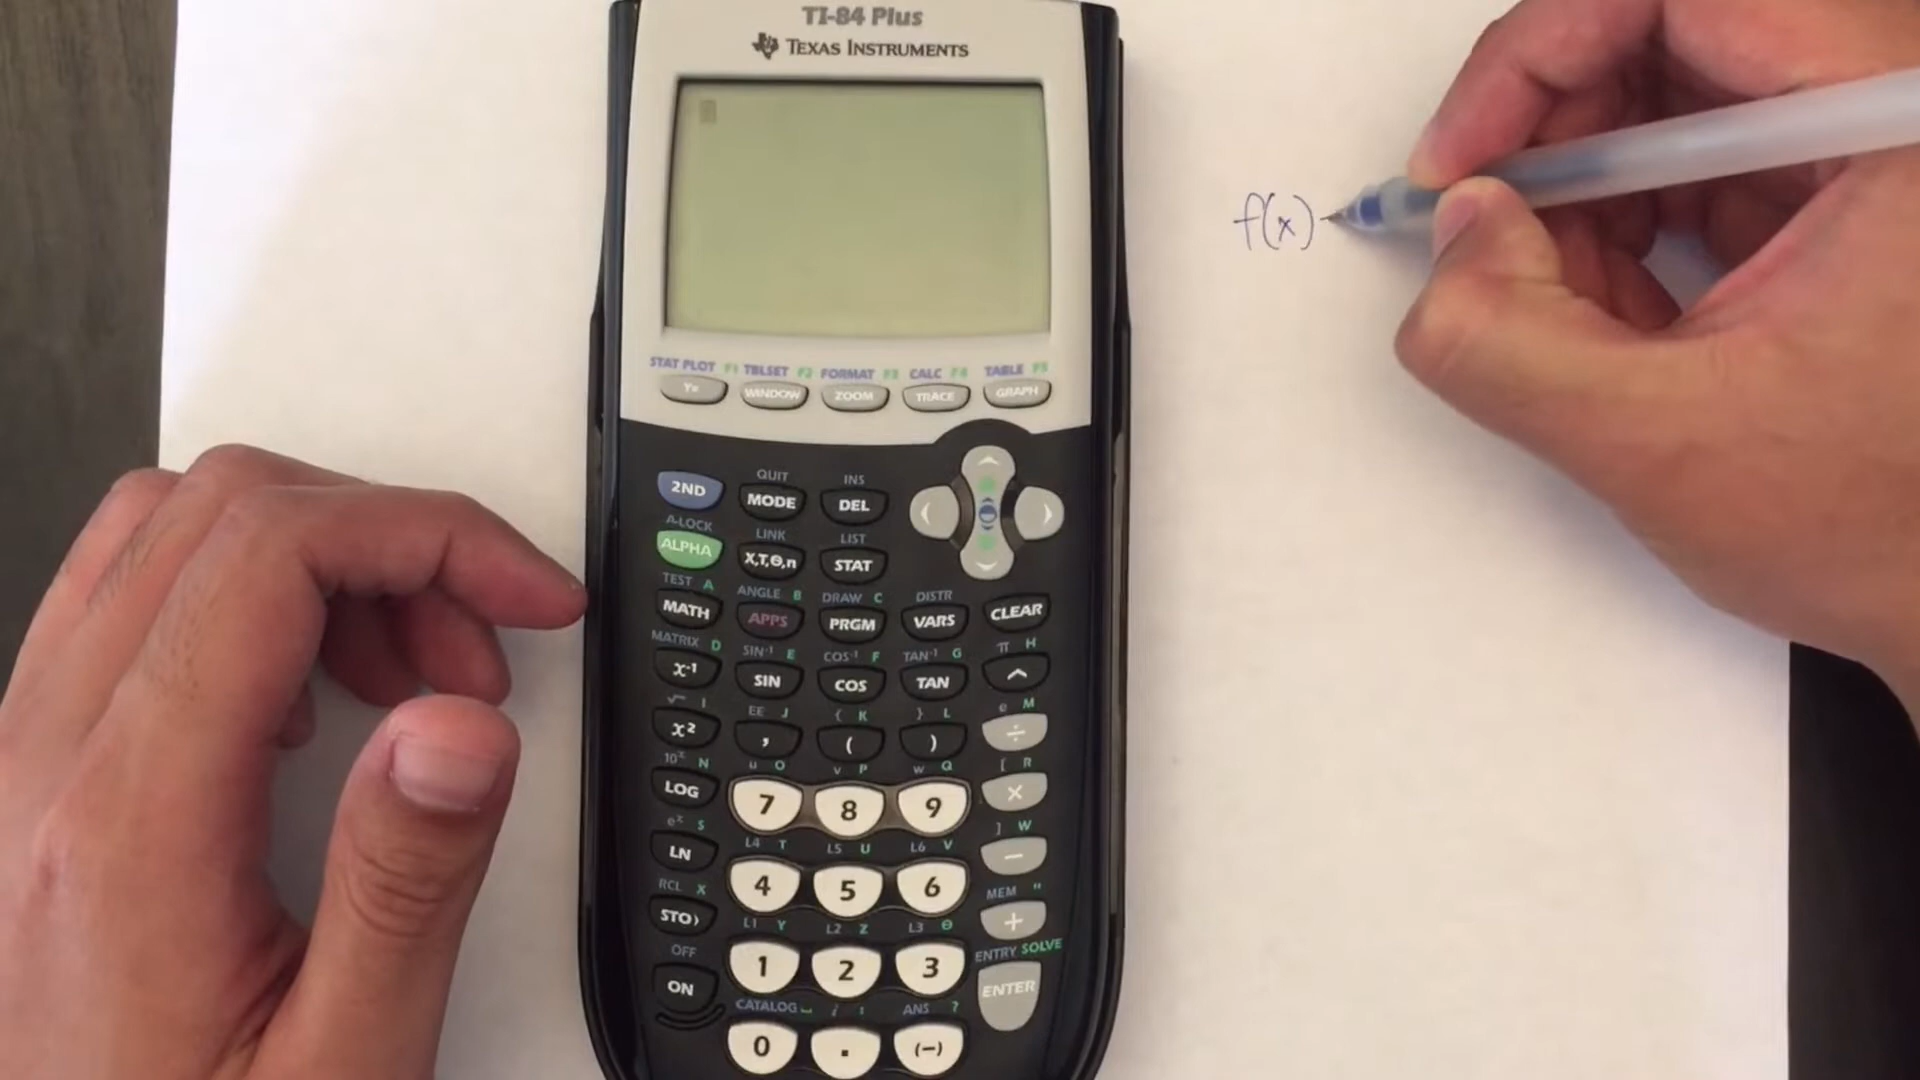 TI-84 Plus
TEXAS INSTRUMENTS
f(x)
STAT PLOT F1 TBLSET F2 FORMAT F3 CALC F4 TABLE F5
Y= WINDOW ZOOM TRACE GRAPH
QUIT INS
2ND MODE DEL
A-LOCK LINK LIST
ALPHA X,T,Θ,n STAT
TEST A ANGLE B DRAW C DISTR
MATH APPS PRGM VARS CLEAR
MATRIX D SIN⁻¹ E COS⁻¹ F TAN⁻¹ G π H
x⁻¹ SIN COS TAN ^
√ I EE J { K } L e M
x² , ( ) ÷
10ˣ N u O v P w Q [ R
LOG 7 8 9 ×
eˣ S L4 T L5 U L6 V ] W
LN 4 5 6 −
RCL X L1 Y L2 Z L3 θ MEM "
STO› 1 2 3 +
OFF CATALOG ⎵ i : ANS ? ENTRY SOLVE
ON 0 . (−) ENTER